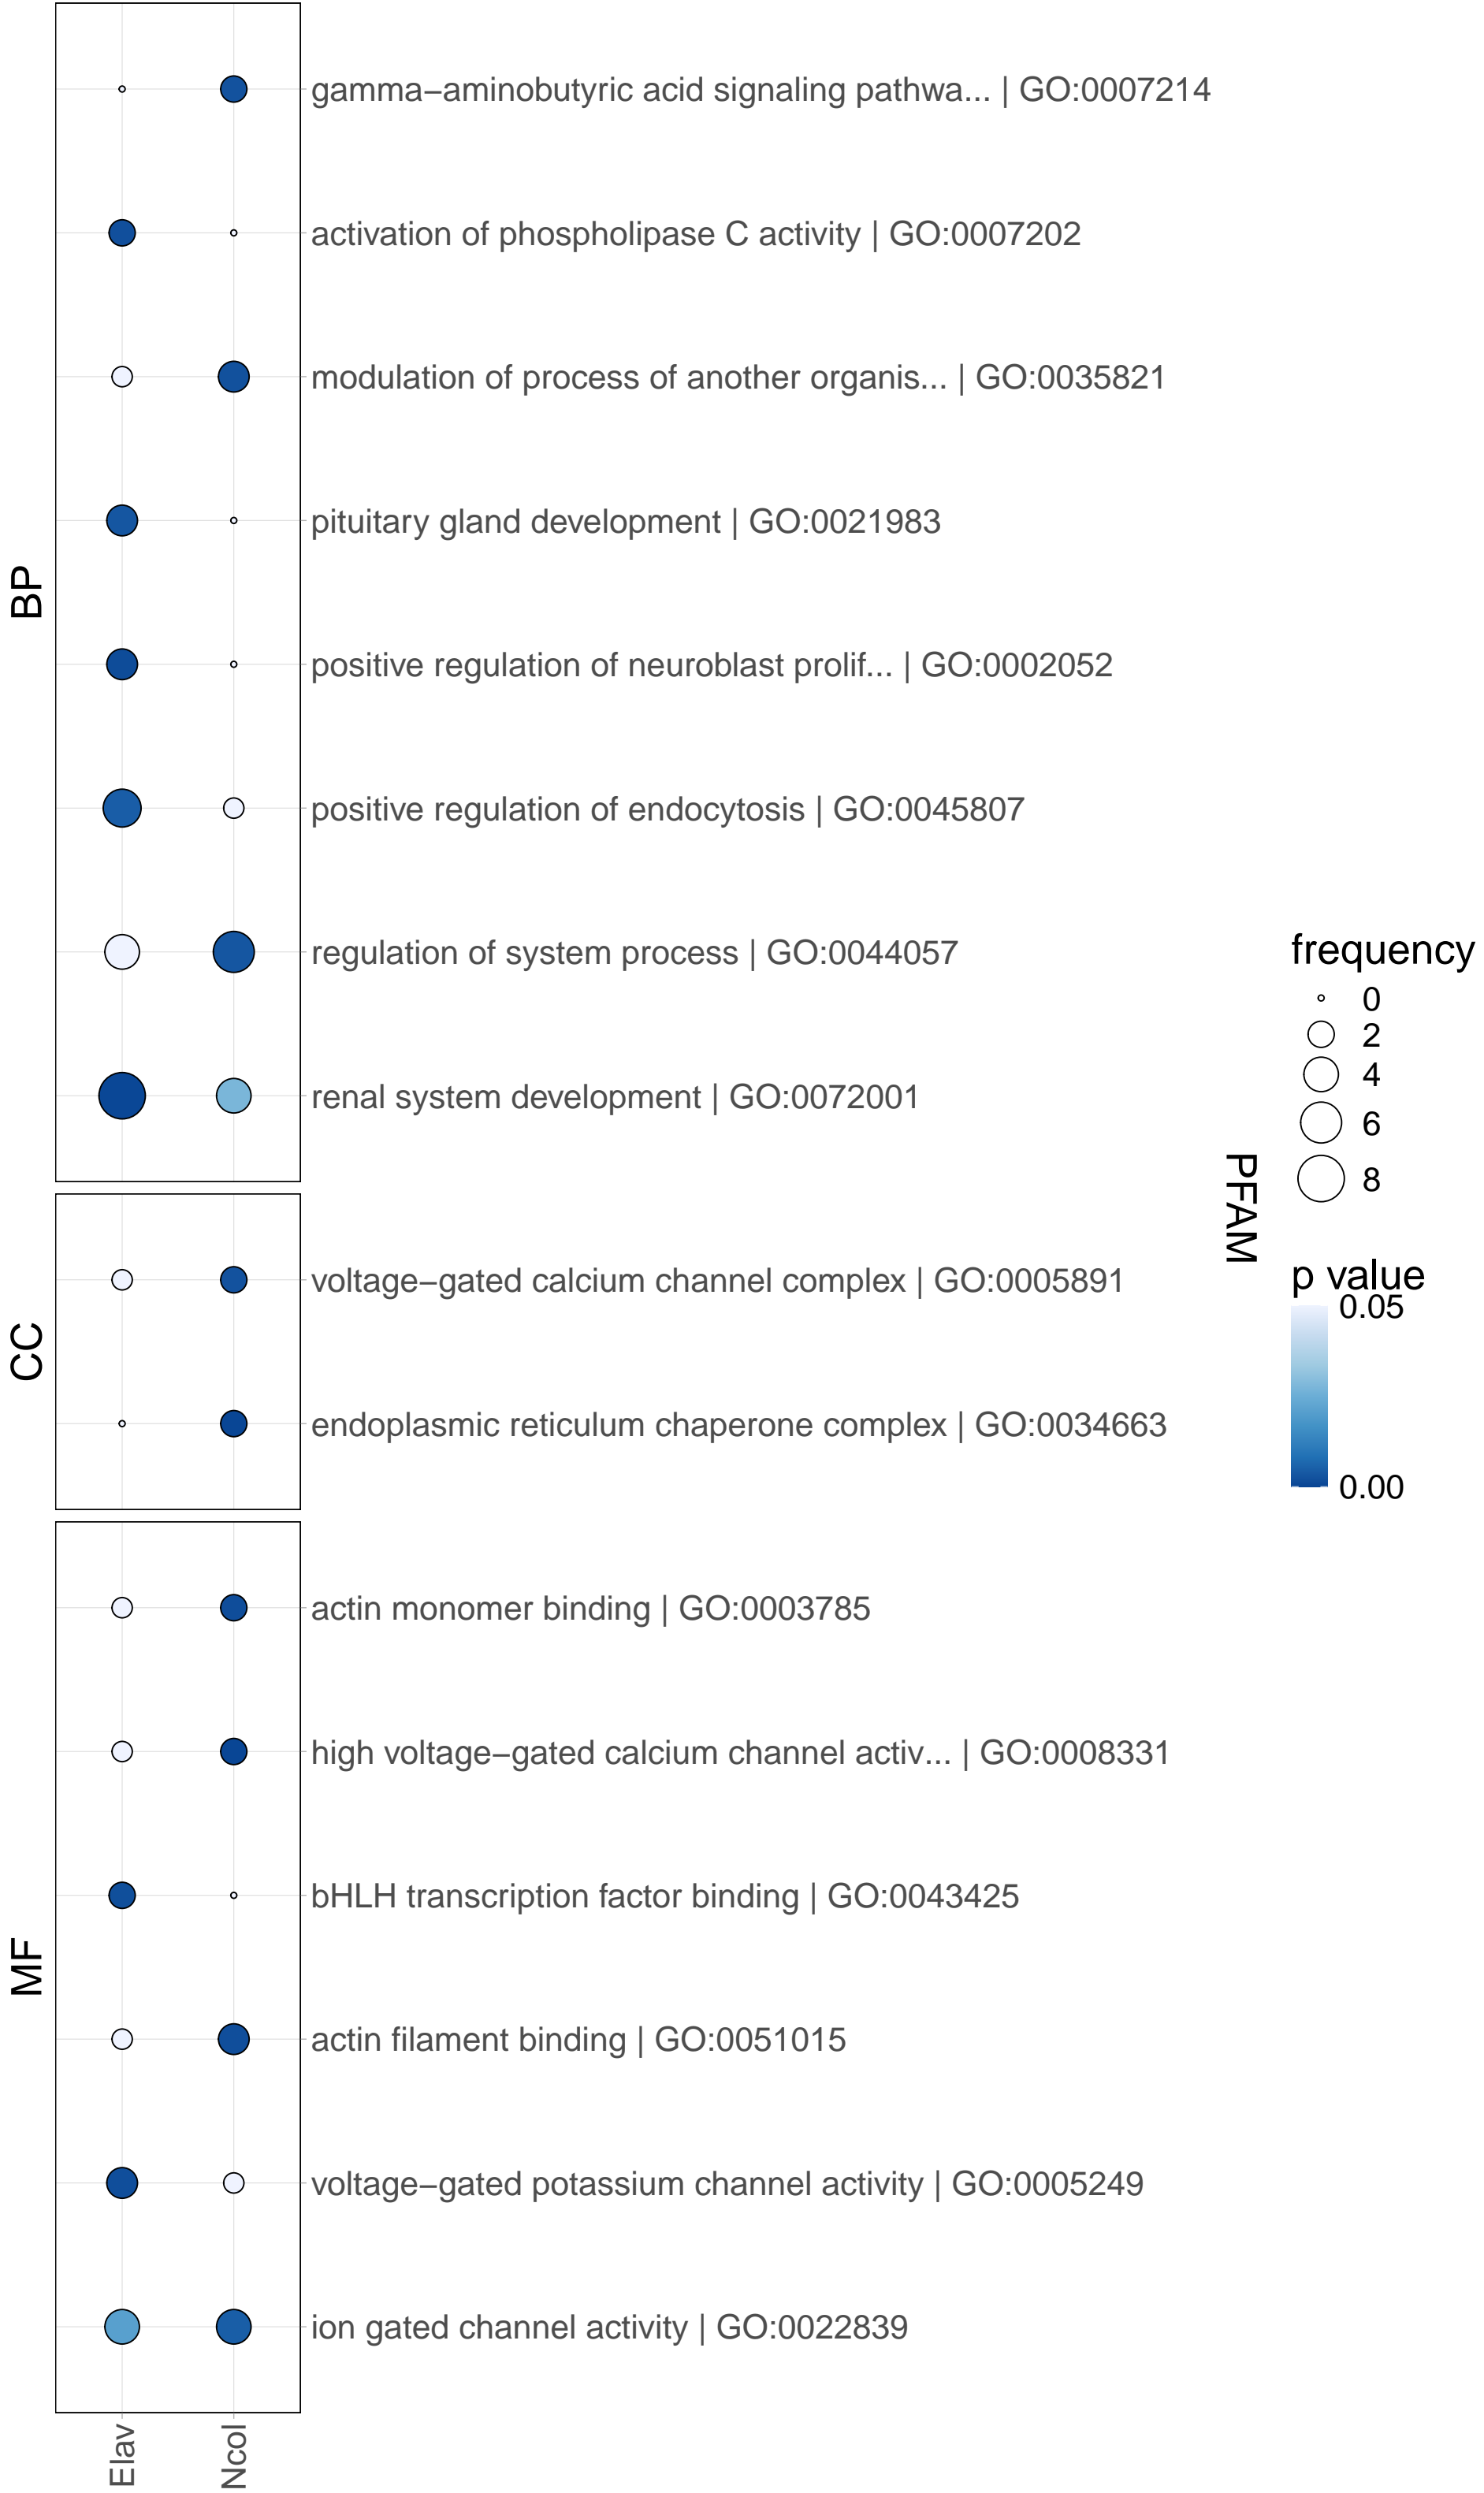 BP
gamma−aminobutyric acid signaling pathwa... | GO:0007214
activation of phospholipase C activity | GO:0007202
modulation of process of another organis... | GO:0035821
pituitary gland development | GO:0021983
positive regulation of neuroblast prolif... | GO:0002052
positive regulation of endocytosis | GO:0045807
regulation of system process | GO:0044057
renal system development | GO:0072001
CC
voltage−gated calcium channel complex | GO:0005891
endoplasmic reticulum chaperone complex | GO:0034663
MF
actin monomer binding | GO:0003785
high voltage−gated calcium channel activ... | GO:0008331
bHLH transcription factor binding | GO:0043425
actin filament binding | GO:0051015
voltage−gated potassium channel activity | GO:0005249
ion gated channel activity | GO:0022839
Elav
Ncol
PFAM
frequency
0
2
4
6
8
p value
0.05
0.00